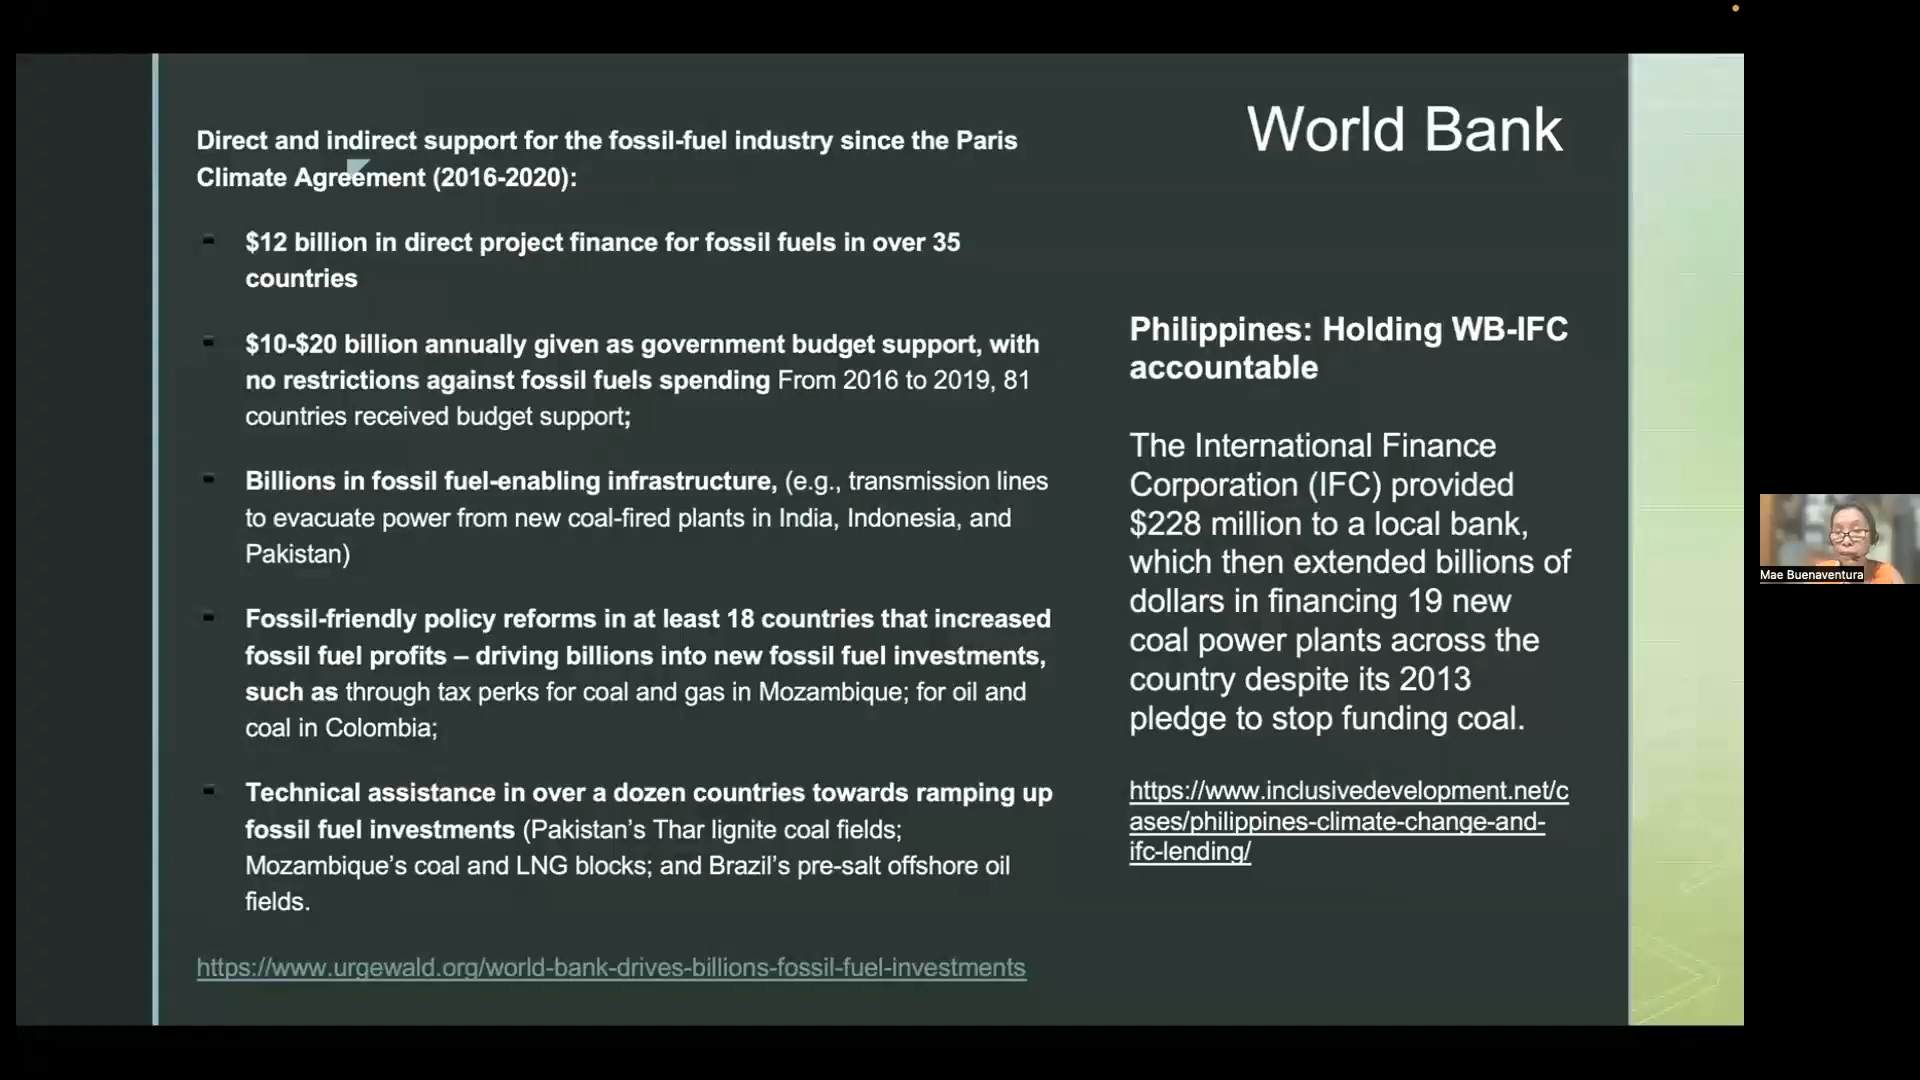 World Bank
Direct and indirect support for the fossil-fuel industry since the Paris
Climate Agreement (2016-2020):
- $12 billion in direct project finance for fossil fuels in over 35
countries
- $10-$20 billion annually given as government budget support, with
no restrictions against fossil fuels spending From 2016 to 2019, 81
countries received budget support;
- Billions in fossil fuel-enabling infrastructure, (e.g., transmission lines
to evacuate power from new coal-fired plants in India, Indonesia, and
Pakistan)
- Fossil-friendly policy reforms in at least 18 countries that increased
fossil fuel profits – driving billions into new fossil fuel investments,
such as through tax perks for coal and gas in Mozambique; for oil and
coal in Colombia;
- Technical assistance in over a dozen countries towards ramping up
fossil fuel investments (Pakistan’s Thar lignite coal fields;
Mozambique’s coal and LNG blocks; and Brazil’s pre-salt offshore oil
fields.
https://www.urgewald.org/world-bank-drives-billions-fossil-fuel-investments
Philippines: Holding WB-IFC
accountable
The International Finance
Corporation (IFC) provided
$228 million to a local bank,
which then extended billions of
dollars in financing 19 new
coal power plants across the
country despite its 2013
pledge to stop funding coal.
https://www.inclusivedevelopment.net/c
ases/philippines-climate-change-and-
ifc-lending/
Mae Buenaventura